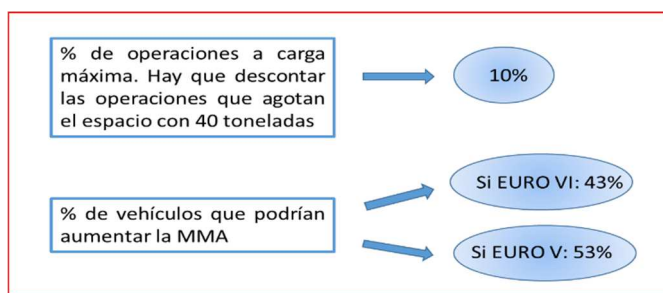 % de operaciones a carga
máxima. Hay que descontar
las operaciones que agotan
el espacio con 40 toneladas
10%
% de vehículos que podrían
aumentar la MMA
Si EURO VI: 43%
Si EURO V: 53%